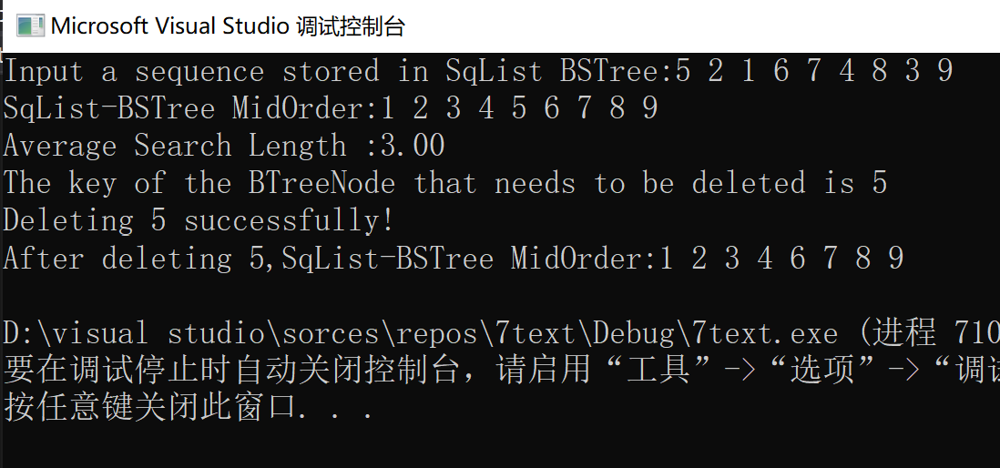 Microsoft Visual Studio 调试控制台
Input a sequence stored in SqList BSTree:5 2 1 6 7 4 8 3 9
SqList-BSTree MidOrder:1 2 3 4 5 6 7 8 9
Average Search Length :3.00
The key of the BTreeNode that needs to be deleted is 5
Deleting 5 successfully!
After deleting 5,SqList-BSTree MidOrder:1 2 3 4 6 7 8 9
D:\visual studio\sorces\repos\7text\Debug\7text.exe (进程 710
要在调试停止时自动关闭控制台，请启用“工具”->“选项”->“调试
按任意键关闭此窗口. . .